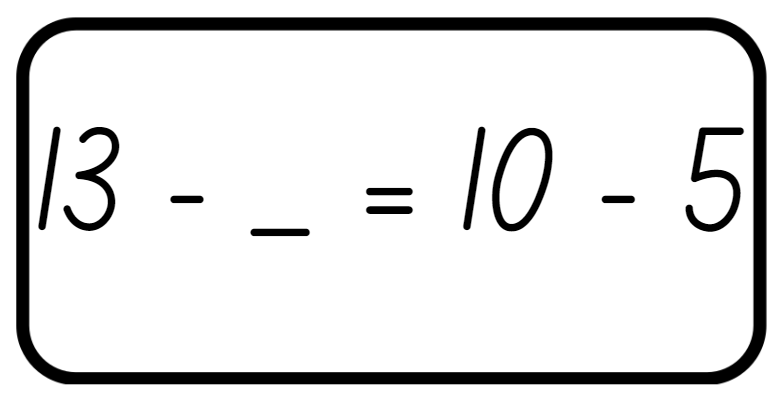 13 - _ = 10 - 5